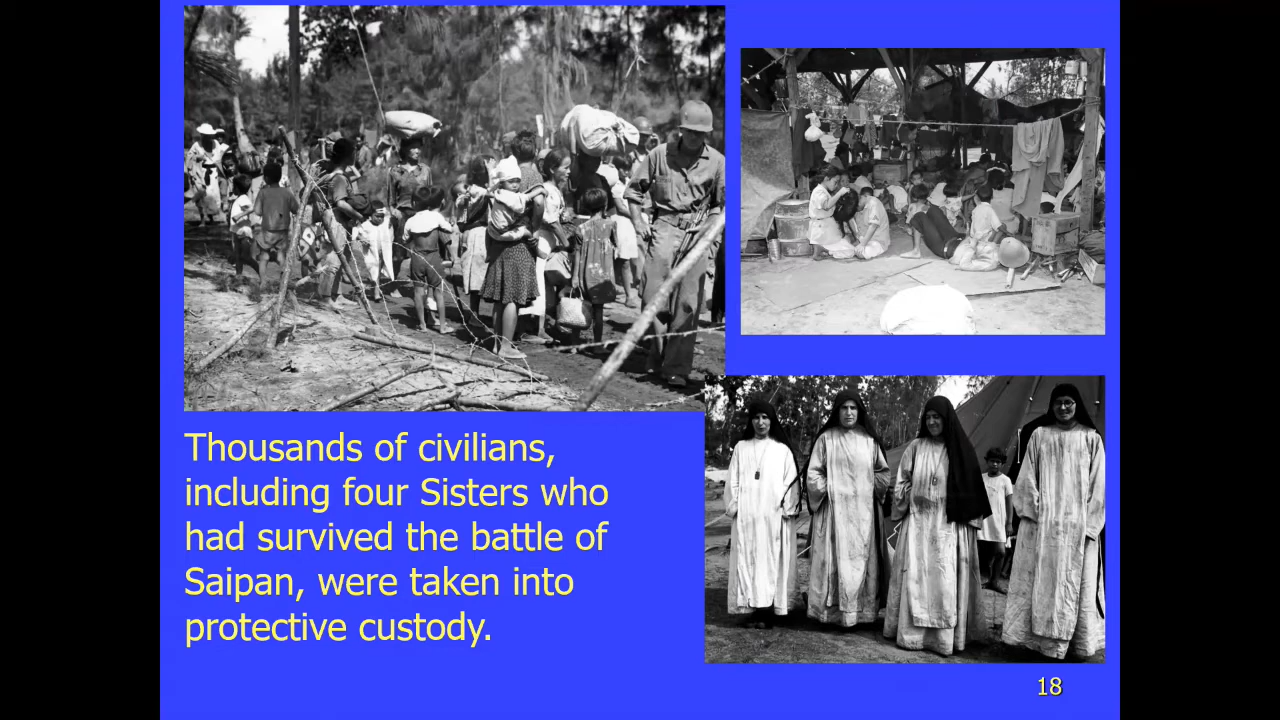 Thousands of civilians,
including four Sisters who
had survived the battle of
Saipan, were taken into
protective custody.
18